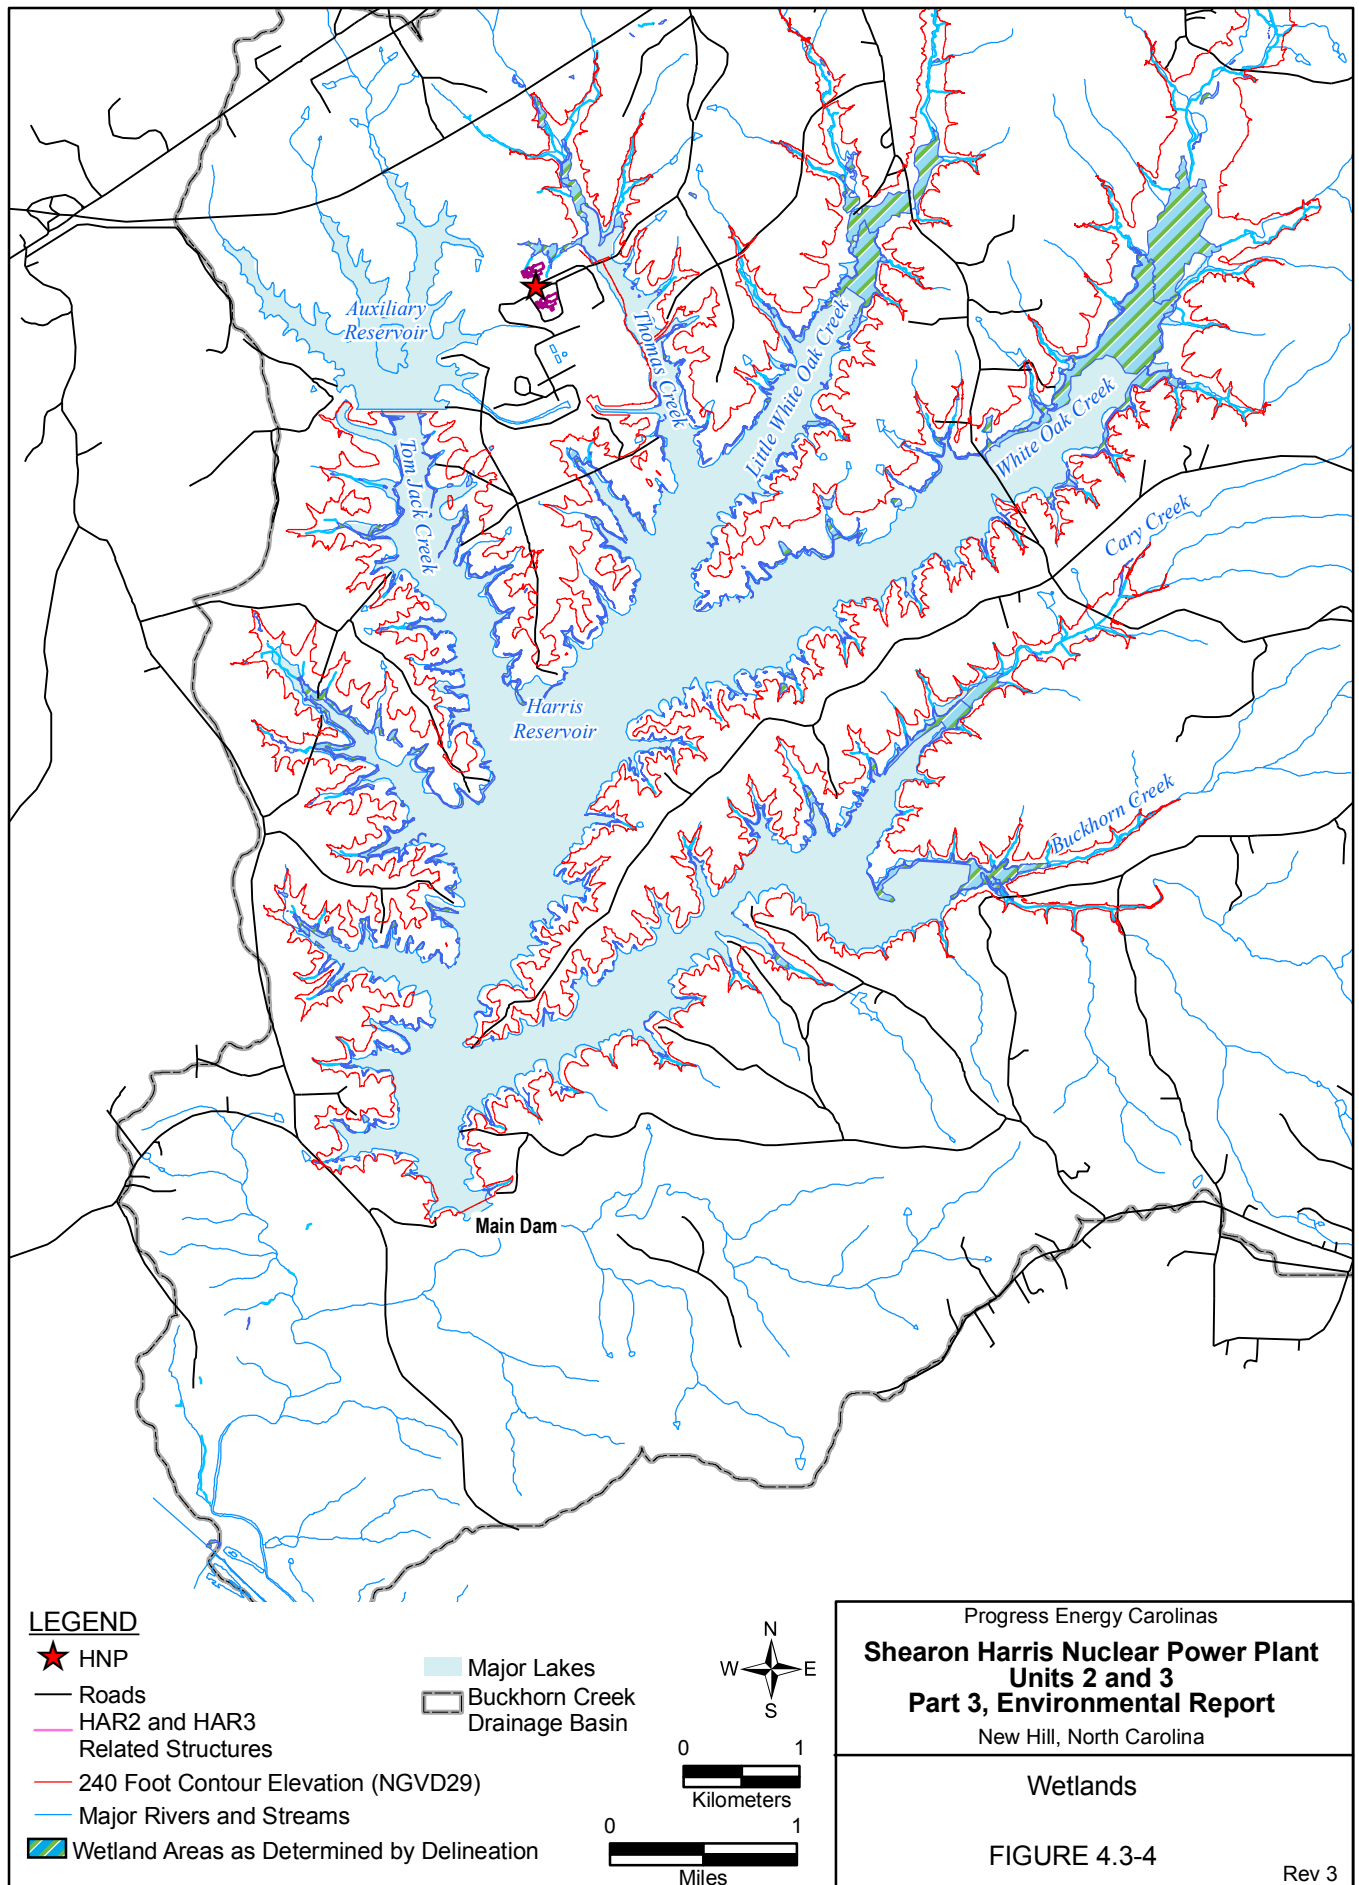 Auxiliary
Reservoir
Thomas Creek
Little White Oak Creek
White Oak Creek
Tom Jack Creek
Cary Creek
Harris
Reservoir
Buckhorn Creek
Main Dam
LEGEND
HNP
Roads
HAR2 and HAR3
Related Structures
240 Foot Contour Elevation (NGVD29)
Major Rivers and Streams
Wetland Areas as Determined by Delineation
Major Lakes
Buckhorn Creek
Drainage Basin
N
W E
S
0 1
Kilometers
0 1
Miles
Progress Energy Carolinas
Shearon Harris Nuclear Power Plant
Units 2 and 3
Part 3, Environmental Report
New Hill, North Carolina
Wetlands
FIGURE 4.3-4
Rev 3